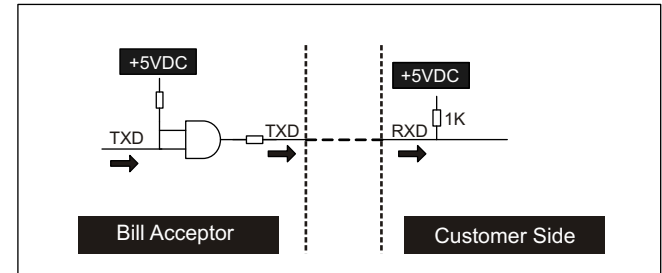 +5VDC
TXD
TXD
Bill Acceptor
+5VDC
1K
RXD
Customer Side